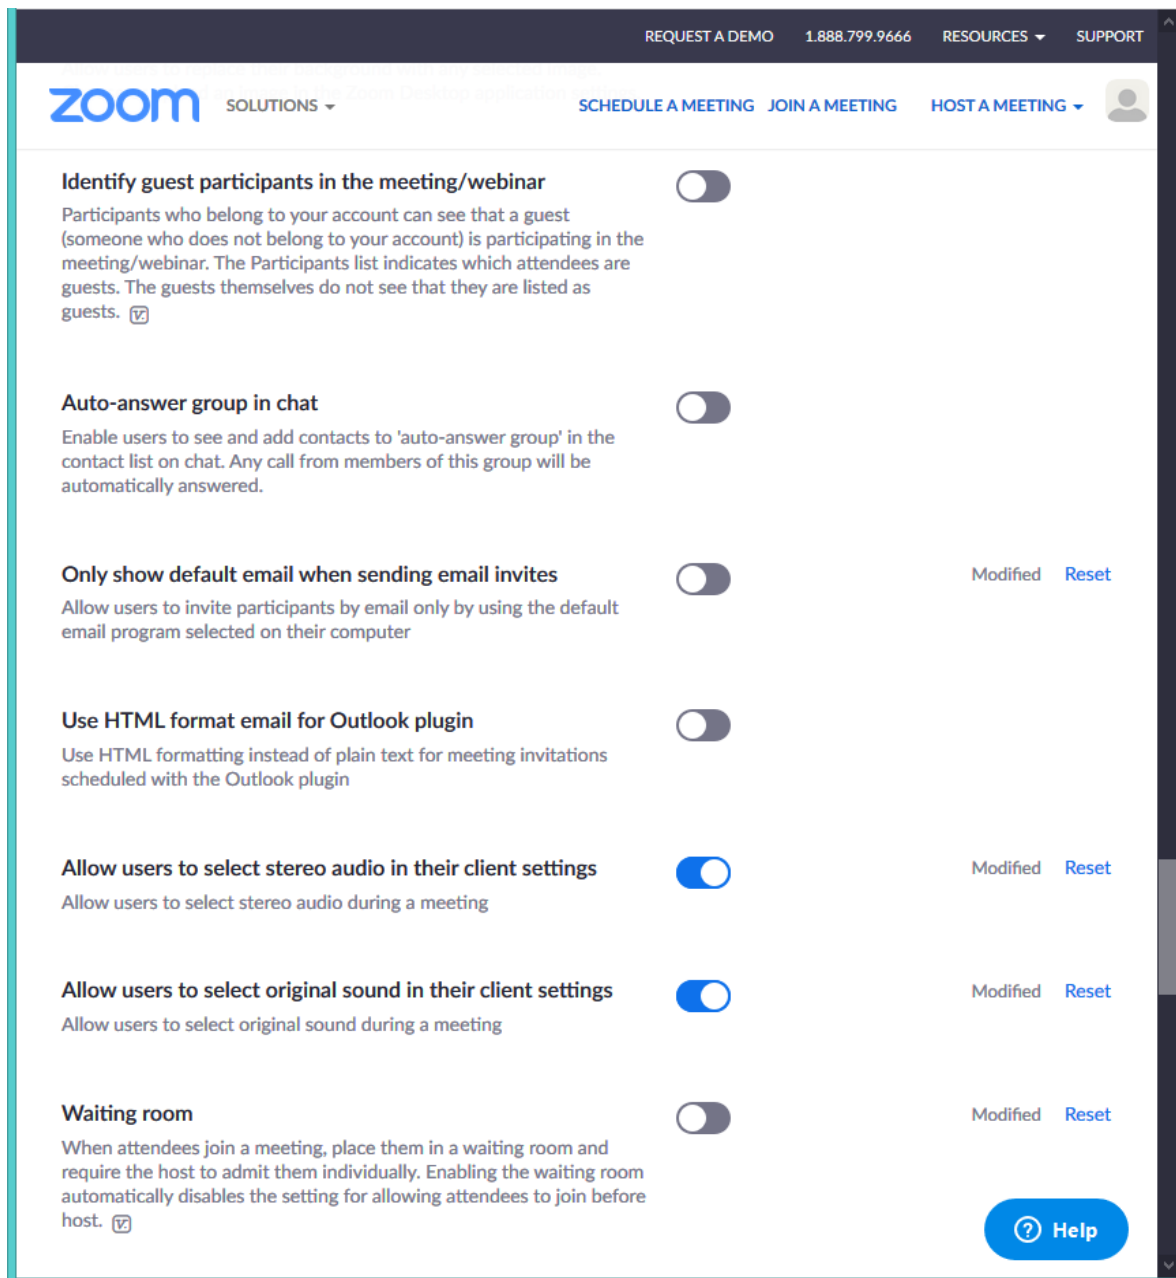 REQUEST A DEMO 1.888.799.9666 RESOURCES SUPPORT
zoom SOLUTIONS SCHEDULE A MEETING JOIN A MEETING HOST A MEETING
Identify guest participants in the meeting/webinar
Participants who belong to your account can see that a guest
(someone who does not belong to your account) is participating in the
meeting/webinar. The Participants list indicates which attendees are
guests. The guests themselves do not see that they are listed as
guests.
Auto-answer group in chat
Enable users to see and add contacts to 'auto-answer group' in the
contact list on chat. Any call from members of this group will be
automatically answered.
Only show default email when sending email invites
Modified Reset
Allow users to invite participants by email only by using the default
email program selected on their computer
Use HTML format email for Outlook plugin
Use HTML formatting instead of plain text for meeting invitations
scheduled with the Outlook plugin
Allow users to select stereo audio in their client settings
Modified Reset
Allow users to select stereo audio during a meeting
Allow users to select original sound in their client settings
Modified Reset
Allow users to select original sound during a meeting
Waiting room
Modified Reset
When attendees join a meeting, place them in a waiting room and
require the host to admit them individually. Enabling the waiting room
automatically disables the setting for allowing attendees to join before
host.
Help